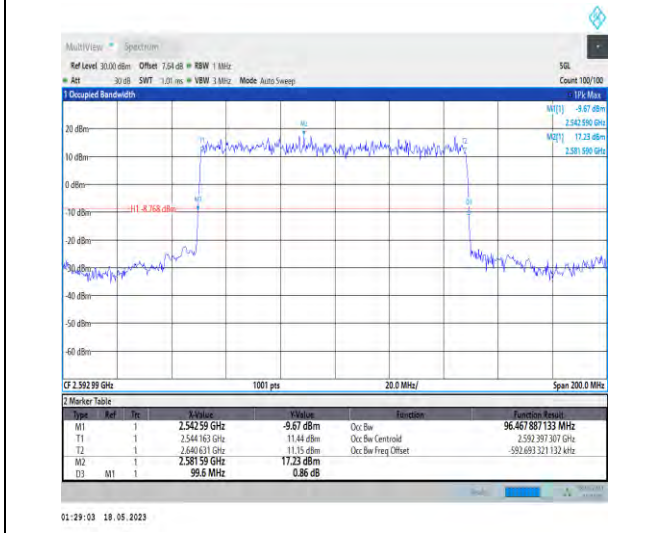 MultiView Spectrum
Ref Level 30.00 dBm Offset 7.64 dB RBW 1 MHz SGL
Att 30 dB SWT 1.01 ms VBW 3 MHz Mode Auto Sweep Count 100/100
1 Occupied Bandwidth 1Pk Max
M1[1] -9.67 dBm
2.542 590 GHz
M2[1] 17.23 dBm
2.581 590 GHz
M2
T1
T2
20 dBm
10 dBm
0 dBm
M1
D3
H1 -8.768 dBm
-10 dBm
-20 dBm
-30 dBm
-40 dBm
-50 dBm
-60 dBm
CF 2.592 99 GHz 1001 pts 20.0 MHz/ Span 200.0 MHz
2 Marker Table
Type Ref Trc X-Value Y-Value Function Function Result
M1 1 2.542 59 GHz -9.67 dBm Occ Bw 96.467 887 133 MHz
T1 1 2.544 163 GHz 11.44 dBm Occ Bw Centroid 2.592 397 307 GHz
T2 1 2.640 631 GHz 11.15 dBm Occ Bw Freq Offset -592.693 321 132 kHz
M2 1 2.581 59 GHz 17.23 dBm
D3 M1 1 99.6 MHz 0.86 dB
01:29:03 18.05.2023